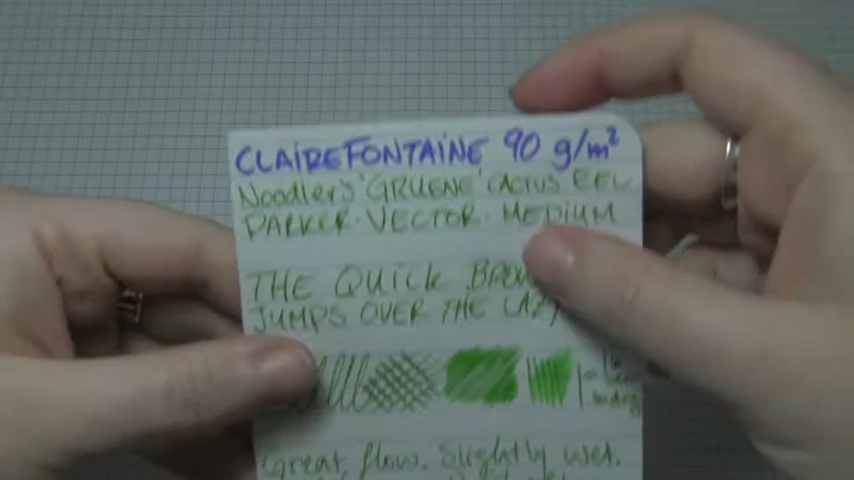 CLAIREFONTAINE 90 g/m²
Noodler's 'GRUENE' CACTUS EEL
PARKER · VECTOR · MEDIUM
THE QUICK
JUMPS OVER THE LAZY
Great flow. Slightly wet.